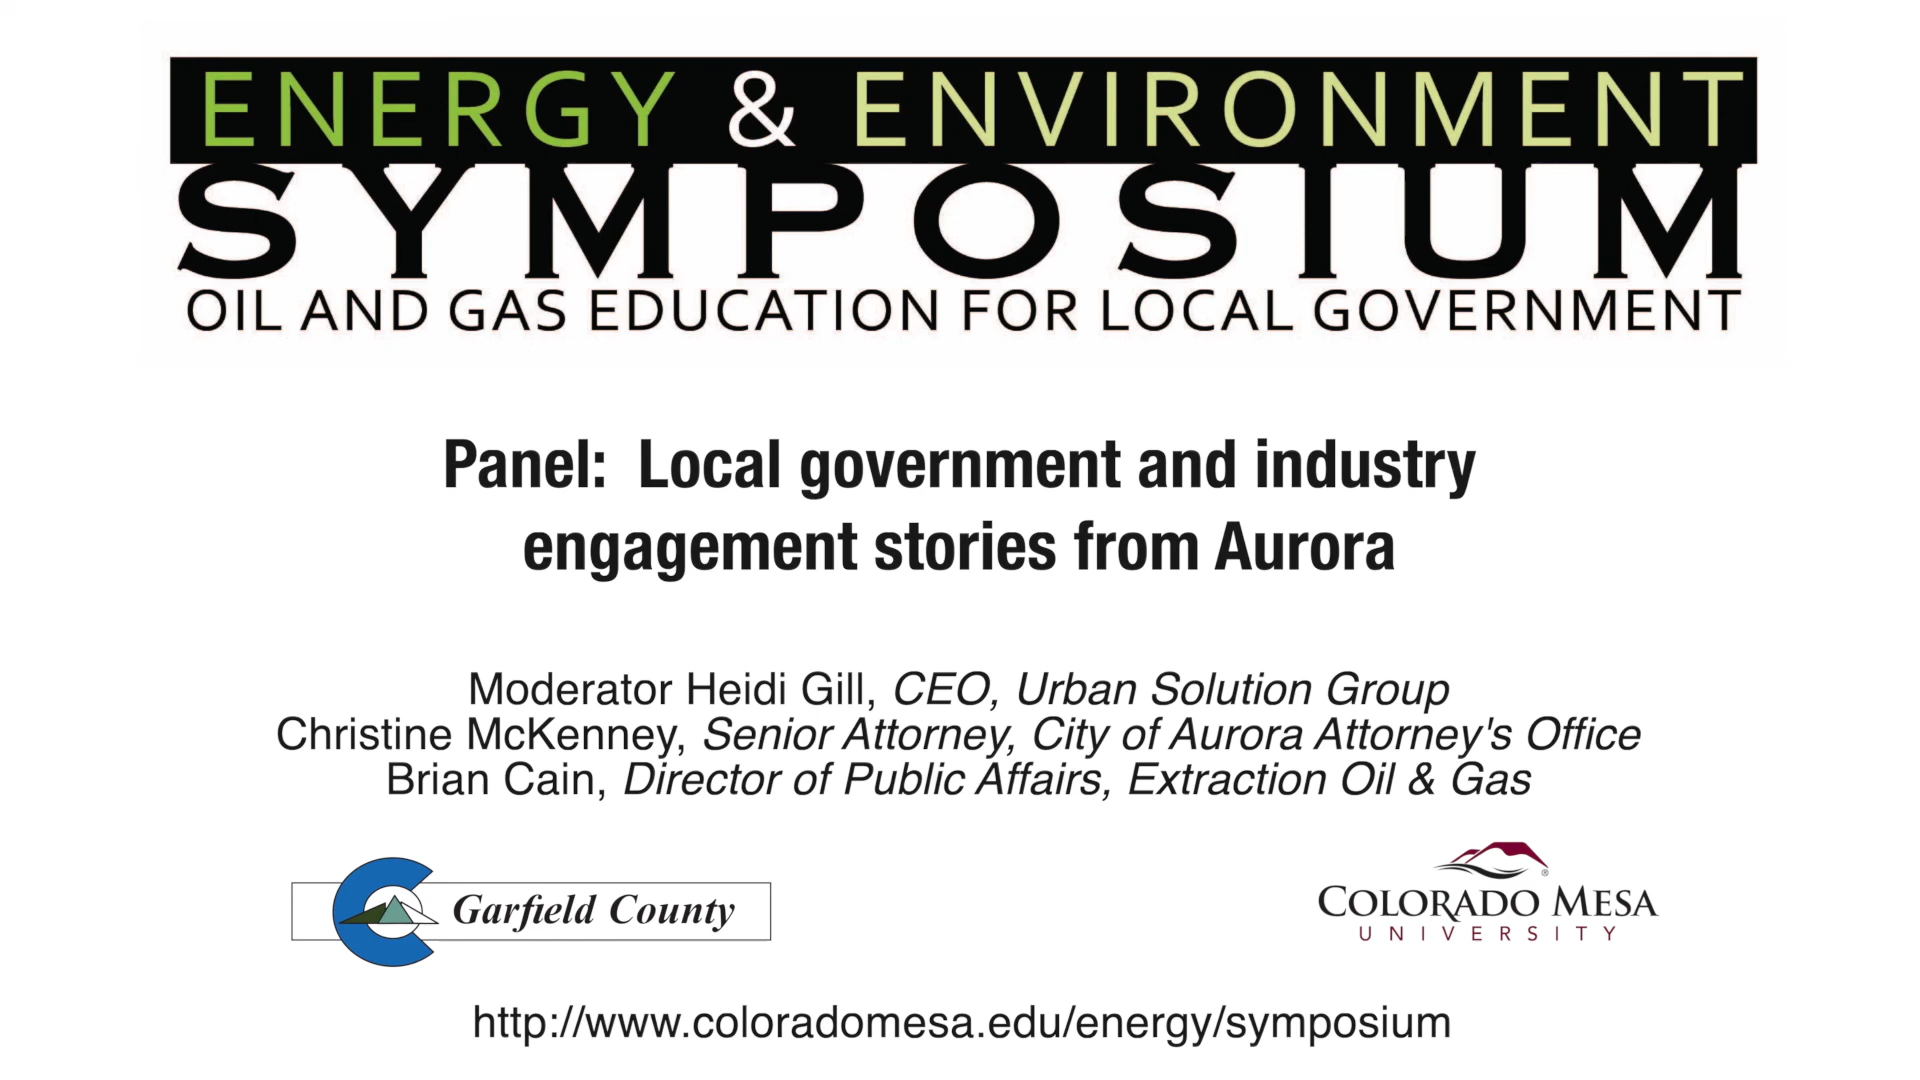 ENERGY & ENVIRONMENT
SYMPOSIUM
OIL AND GAS EDUCATION FOR LOCAL GOVERNMENT
Panel:  Local government and industry
engagement stories from Aurora
Moderator Heidi Gill, CEO, Urban Solution Group
Christine McKenney, Senior Attorney, City of Aurora Attorney's Office
Brian Cain, Director of Public Affairs, Extraction Oil & Gas
Garfield County
COLORADO MESA
UNIVERSITY
®
http://www.coloradomesa.edu/energy/symposium